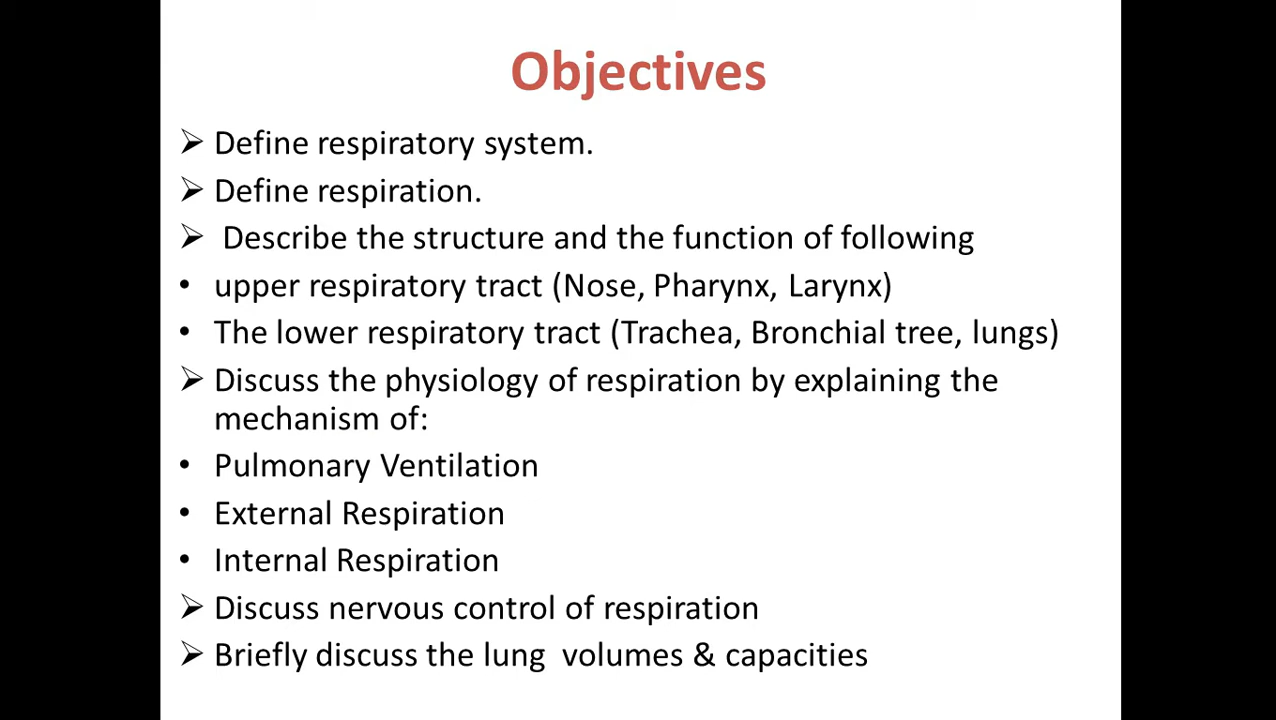 Objectives
➢ Define respiratory system.
➢ Define respiration.
➢ Describe the structure and the function of following
• upper respiratory tract (Nose, Pharynx, Larynx)
• The lower respiratory tract (Trachea, Bronchial tree, lungs)
➢ Discuss the physiology of respiration by explaining the
mechanism of:
• Pulmonary Ventilation
• External Respiration
• Internal Respiration
➢ Discuss nervous control of respiration
➢ Briefly discuss the lung volumes & capacities